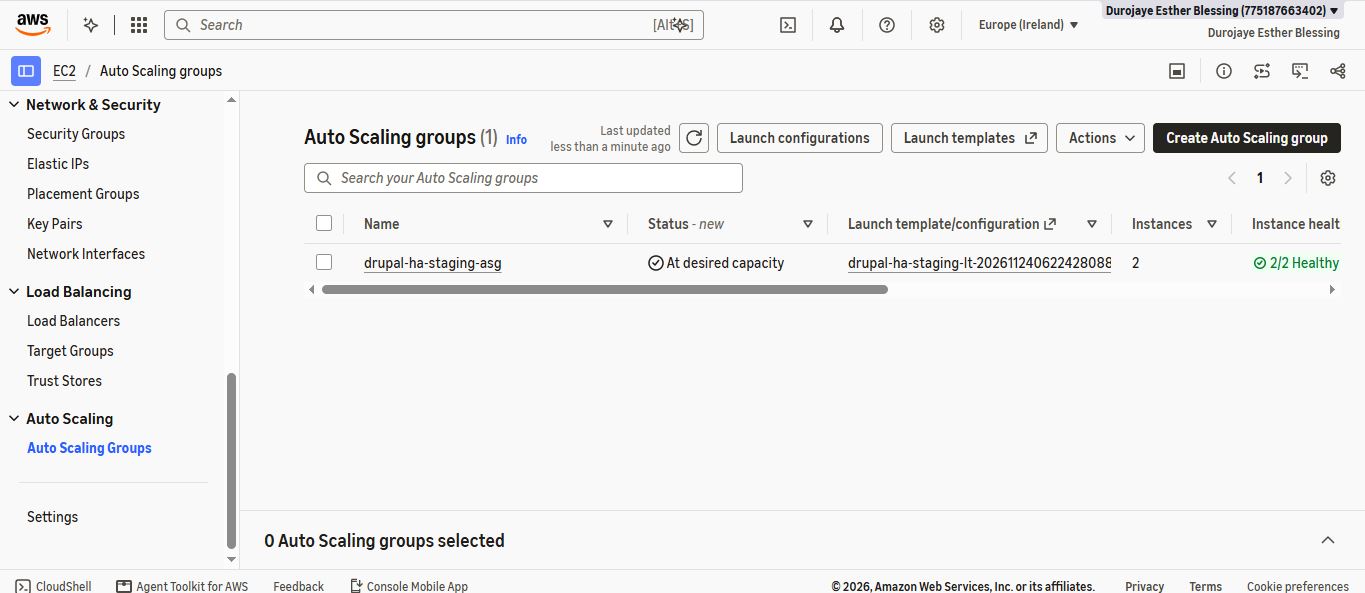 aws
Search
[Alt+S]
Europe (Ireland)
Durojaye Esther Blessing (775187663402)
Durojaye Esther Blessing
EC2 / Auto Scaling groups
Network & Security
Security Groups
Elastic IPs
Placement Groups
Key Pairs
Network Interfaces
Load Balancing
Load Balancers
Target Groups
Trust Stores
Auto Scaling
Auto Scaling Groups
Settings
Auto Scaling groups (1) Info
Last updated
less than a minute ago
Launch configurations
Launch templates
Actions
Create Auto Scaling group
Search your Auto Scaling groups
1
Name Status - new Launch template/configuration Instances Instance healt
drupal-ha-staging-asg At desired capacity drupal-ha-staging-lt-202611240622428088 2 2/2 Healthy
0 Auto Scaling groups selected
CloudShell Agent Toolkit for AWS Feedback Console Mobile App © 2026, Amazon Web Services, Inc. or its affiliates. Privacy Terms Cookie preferences